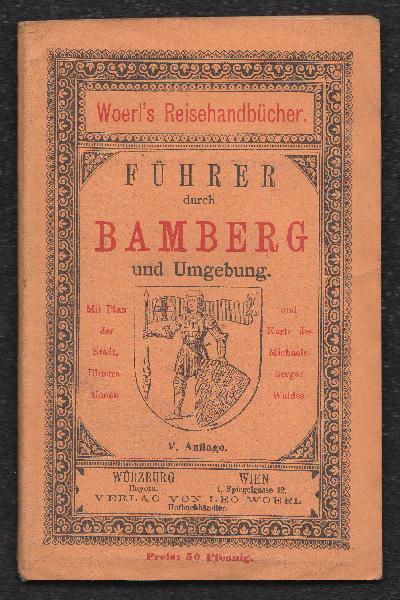 Woerl's Reisehandbücher.
FÜHRER
durch
BAMBERG
und Umgebung.
Mit Plan
der
Stadt,
Illustra-
tionen
und
Karte des
Michaels-
berger
Waldes.
V. Auflage.
WÜRZBURG
Bayern.
WIEN
I. Spiegelgasse 12.
VERLAG VON LEO WOERL
Hofbuchhändler.
Preis: 50 Pfennig.